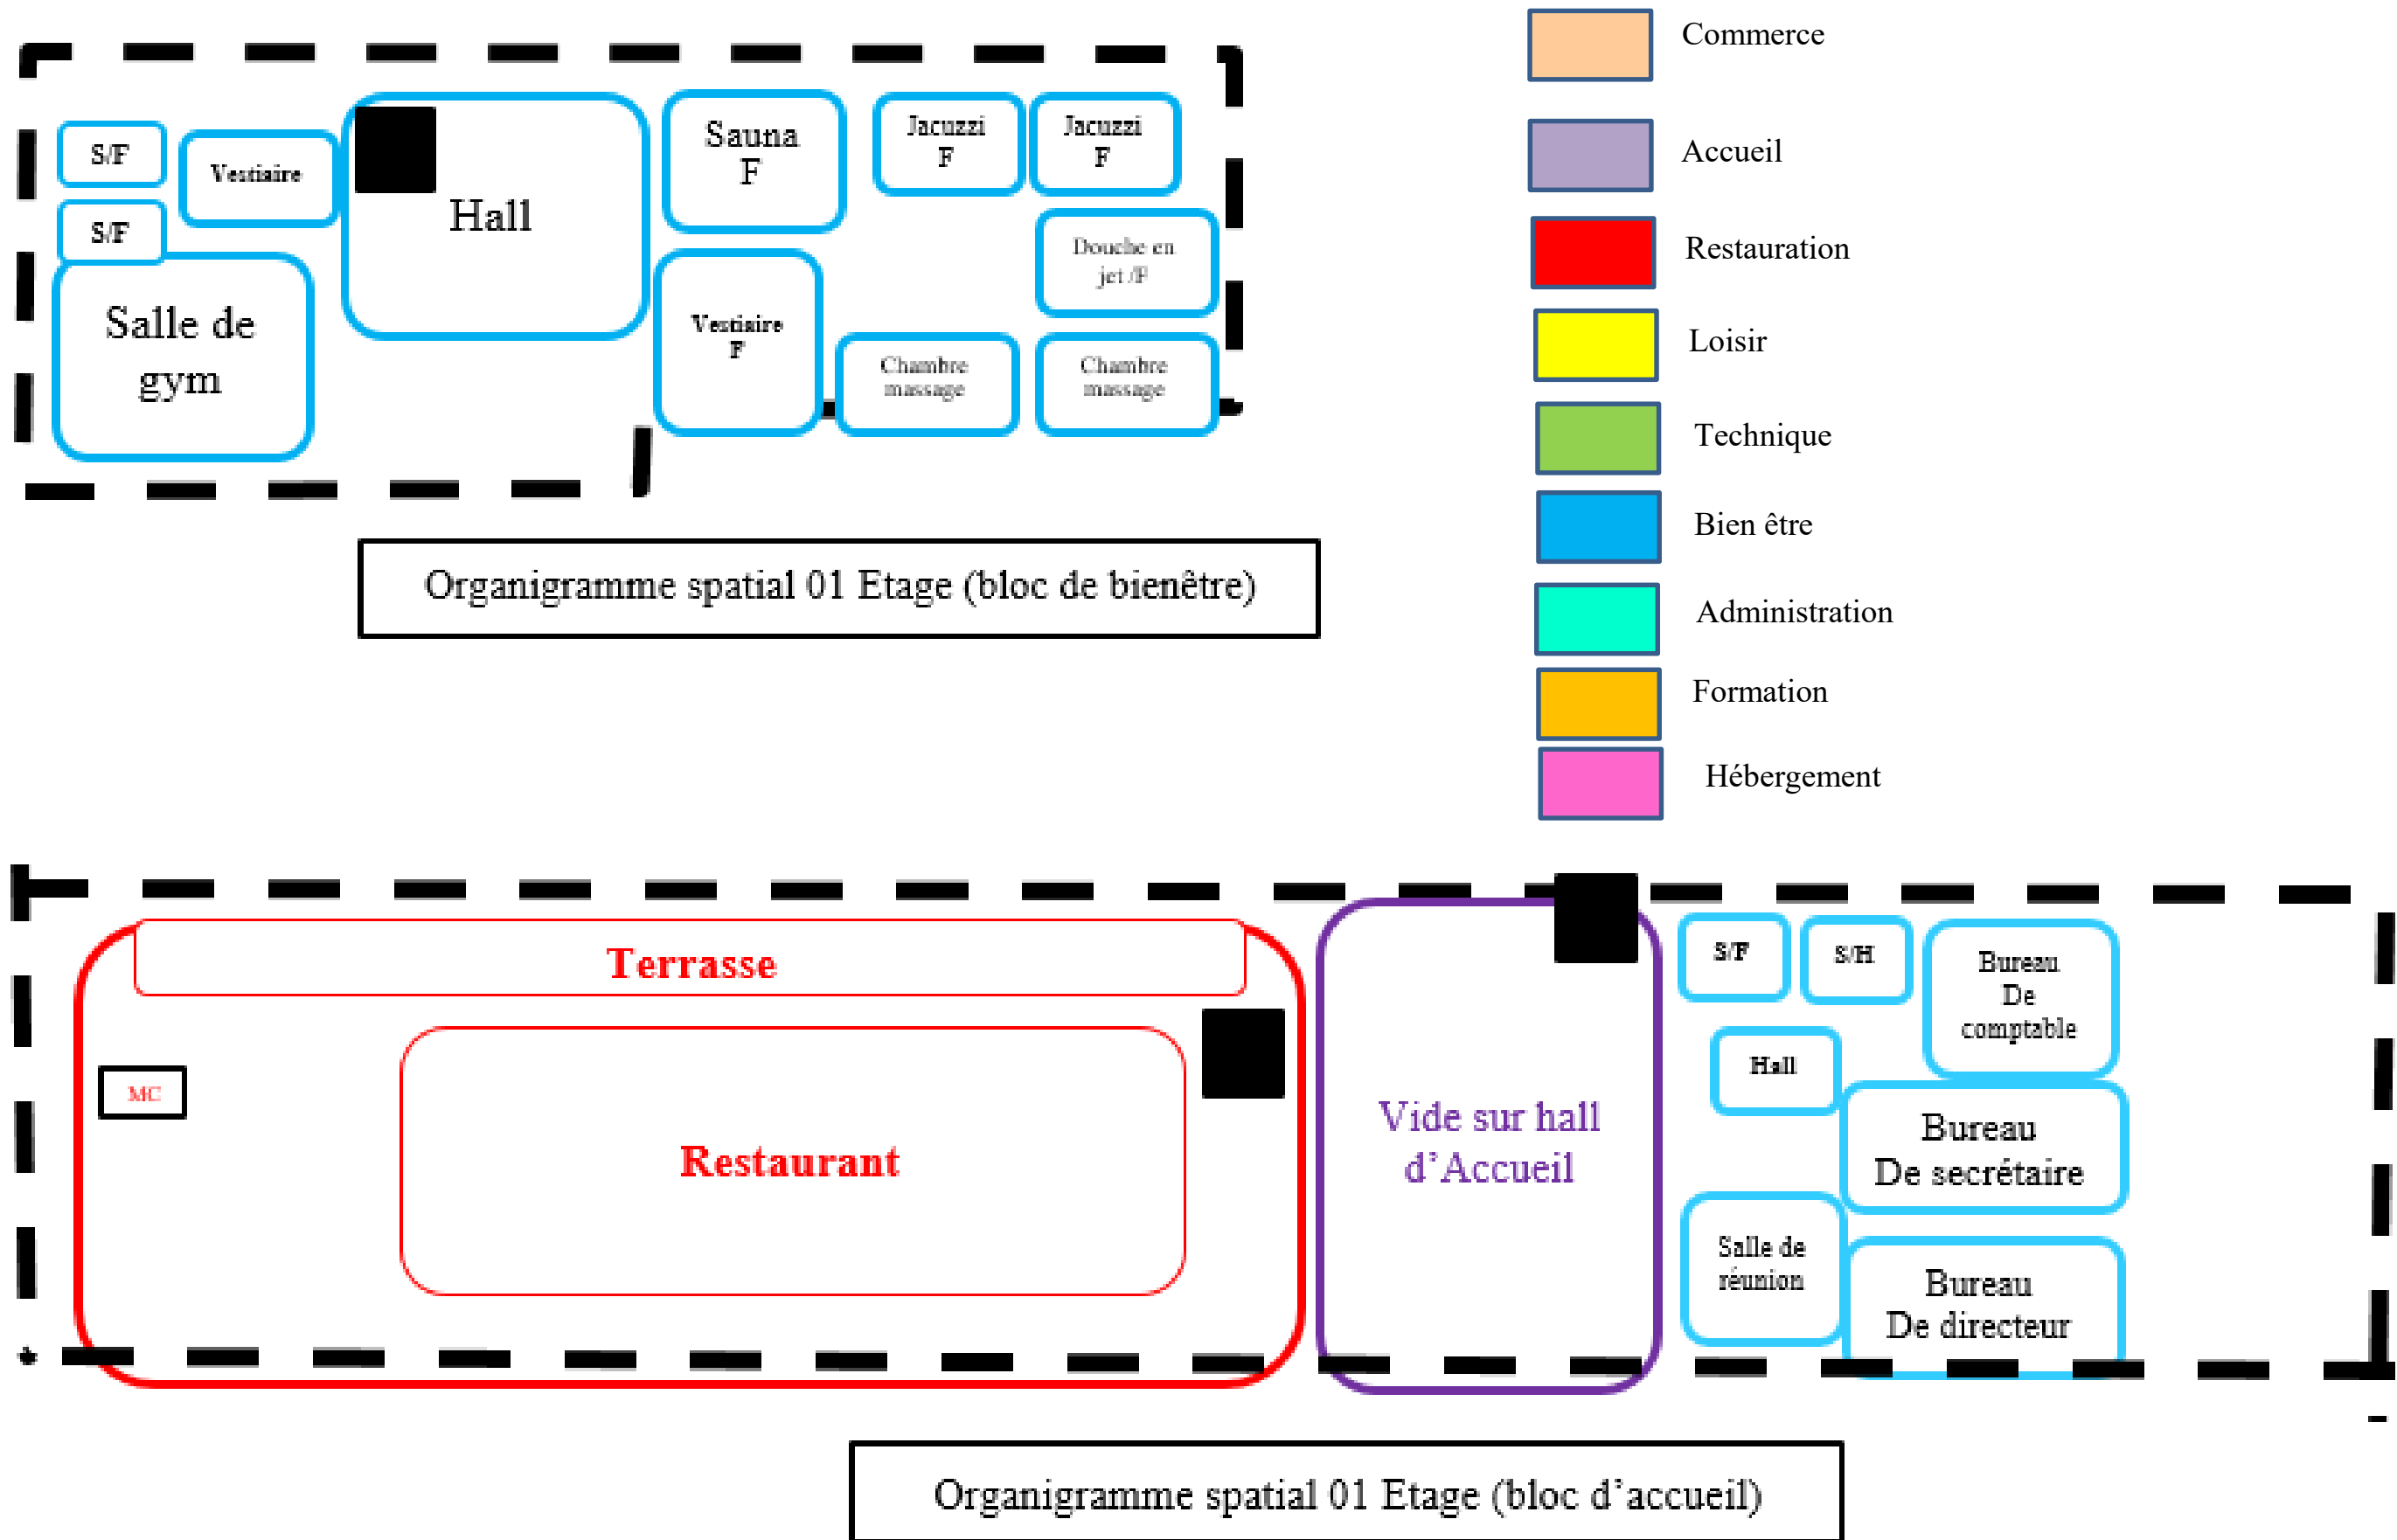 S/F
S/F
Vestiaire
Hall
Sauna
F
Jacuzzi
F
Jacuzzi
F
Douche en
jet /F
Salle de
gym
Vestiaire
F
Chambre
massage
Chambre
massage
Organigramme spatial 01 Etage (bloc de bienêtre)
Commerce
Accueil
Restauration
Loisir
Technique
Bien être
Administration
Formation
Hébergement
Terrasse
MC
Restaurant
Vide sur hall
d’Accueil
S/F
S/H
Bureau
De
comptable
Hall
Bureau
De secrétaire
Salle de
réunion
Bureau
De directeur
Organigramme spatial 01 Etage (bloc d’accueil)